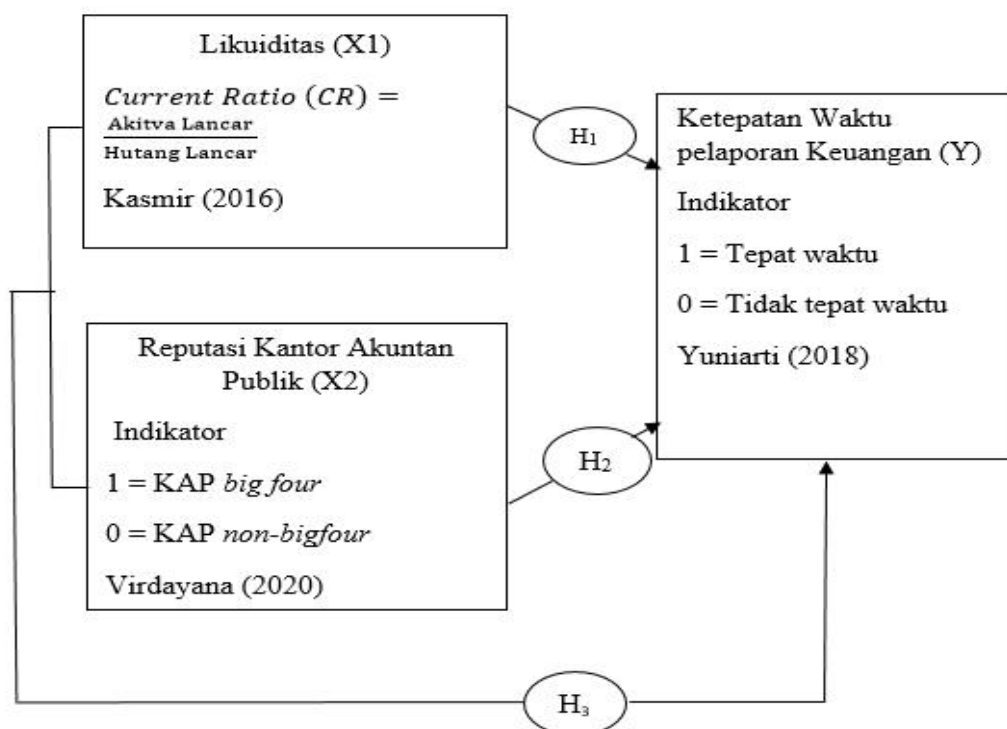 Likuiditas (X1)
Current Ratio (CR) =
Akitva Lancar
Hutang Lancar
Kasmir (2016)
H1
Ketepatan Waktu
pelaporan Keuangan (Y)
Indikator
1 = Tepat waktu
0 = Tidak tepat waktu
Yuniarti (2018)
Reputasi Kantor Akuntan
Publik (X2)
Indikator
1 = KAP big four
0 = KAP non-bigfour
Virdayana (2020)
H2
H3